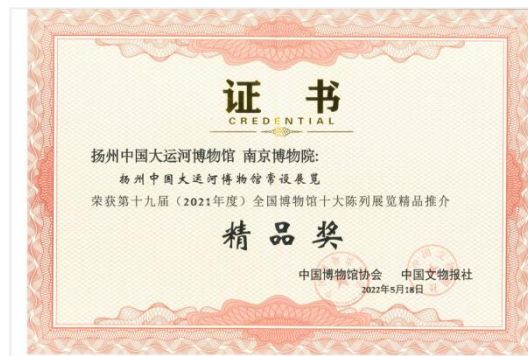 证 书
CREDENTIAL
扬州中国大运河博物馆 南京博物院:
扬州中国大运河博物馆常设展览
荣获第十九届（2021年度）全国博物馆十大陈列展览精品推介
精 品 奖
中国博物馆协会 中国文物报社
2022年5月18日